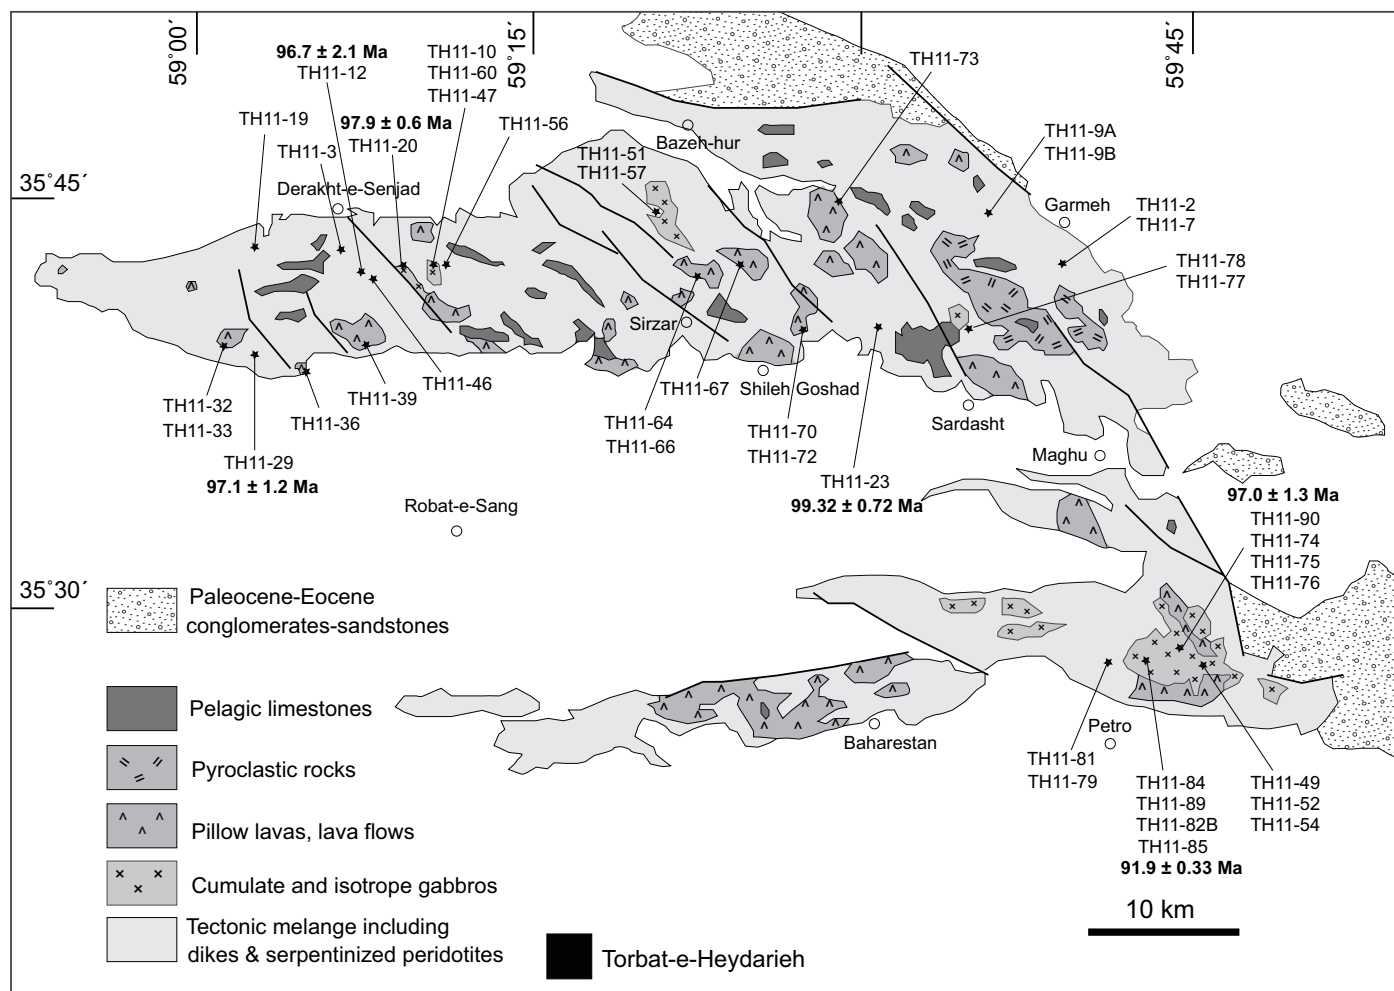 59°00´
59°15´
59°45´
35°45´
35°30´
96.7 ± 2.1 Ma
TH11-12
TH11-10
TH11-60
TH11-47
TH11-73
TH11-19
97.9 ± 0.6 Ma
TH11-20
TH11-56
TH11-3
Derakht-e-Senjad
TH11-51
TH11-57
Bazeh-hur
TH11-9A
TH11-9B
Garmeh
TH11-2
TH11-7
TH11-78
TH11-77
Sirzar
TH11-32
TH11-33
TH11-36
TH11-39
TH11-46
TH11-67
TH11-64
TH11-66
Shileh Goshad
TH11-70
TH11-72
Sardasht
TH11-29
97.1 ± 1.2 Ma
TH11-23
99.32 ± 0.72 Ma
Maghu
Robat-e-Sang
97.0 ± 1.3 Ma
TH11-90
TH11-74
TH11-75
TH11-76
Baharestan
Petro
TH11-81
TH11-79
TH11-84
TH11-89
TH11-82B
TH11-85
91.9 ± 0.33 Ma
TH11-49
TH11-52
TH11-54
10 km
Paleocene-Eocene
conglomerates-sandstones
Pelagic limestones
Pyroclastic rocks
Pillow lavas, lava flows
Cumulate and isotrope gabbros
Tectonic melange including
dikes & serpentinized peridotites
Torbat-e-Heydarieh